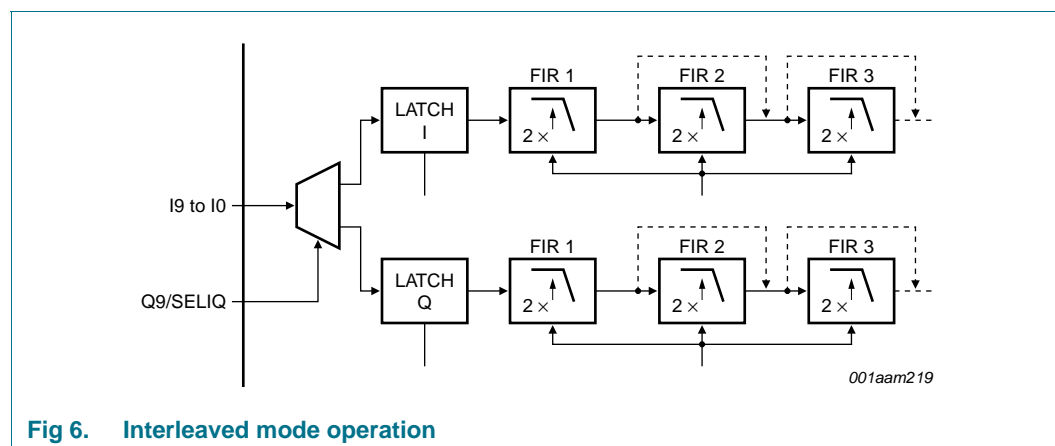 FIR 1
FIR 2
FIR 3
LATCH
I
2 ×
2 ×
2 ×
I9 to I0
FIR 1
FIR 2
FIR 3
Q9/SELIQ
LATCH
Q
2 ×
2 ×
2 ×
001aam219
Fig 6. Interleaved mode operation